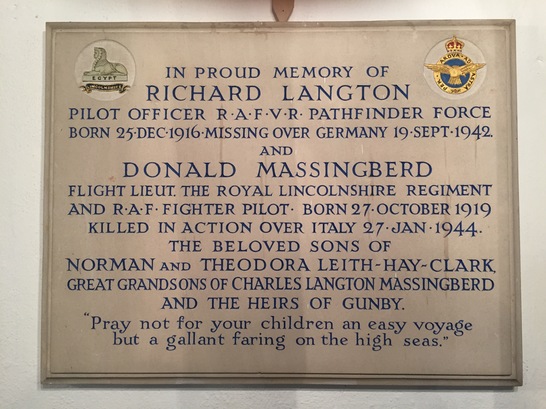 EGYPT
PER ARDUA AD ASTRA
IN PROUD MEMORY OF
RICHARD LANGTON
PILOT OFFICER R·A·F·V·R· PATHFINDER FORCE
BORN 25·DEC·1916·MISSING OVER GERMANY 19·SEPT·1942.
AND
DONALD MASSINGBERD
FLIGHT LIEUT. THE ROYAL LINCOLNSHIRE REGIMENT
AND R·A·F· FIGHTER PILOT· BORN 27·OCTOBER 1919
KILLED IN ACTION OVER ITALY 27·JAN·1944.
THE BELOVED SONS OF
NORMAN AND THEODORA LEITH-HAY-CLARK,
GREAT GRANDSONS OF CHARLES LANGTON MASSINGBERD
AND THE HEIRS OF GUNBY.
"Pray not for your children an easy voyage
but a gallant faring on the high seas."